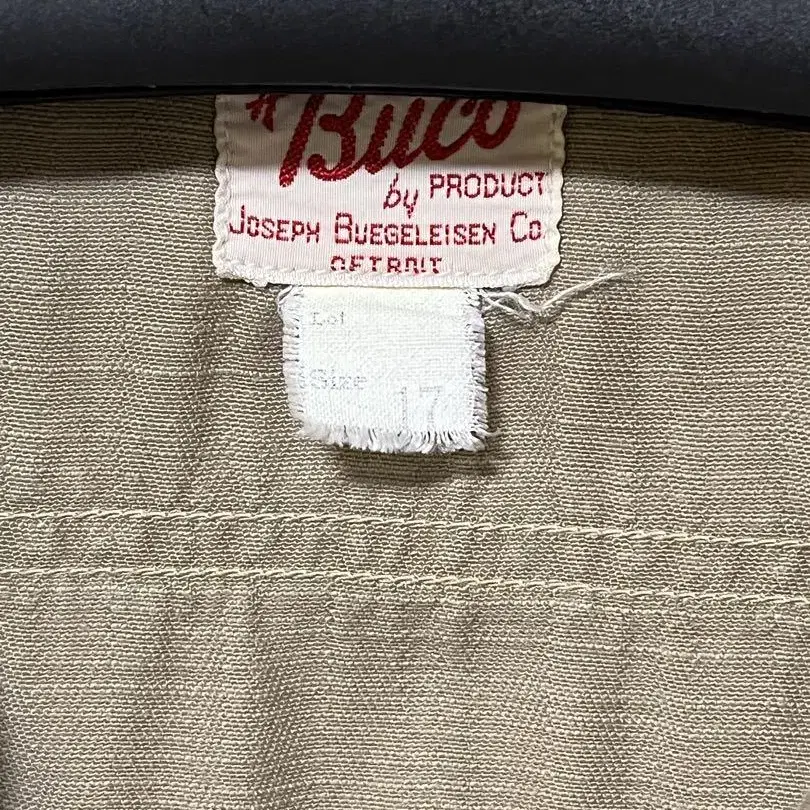 A Buco
by PRODUCT
JOSEPH BUEGELEISEN Co.
DETROIT
Lot
Size 17